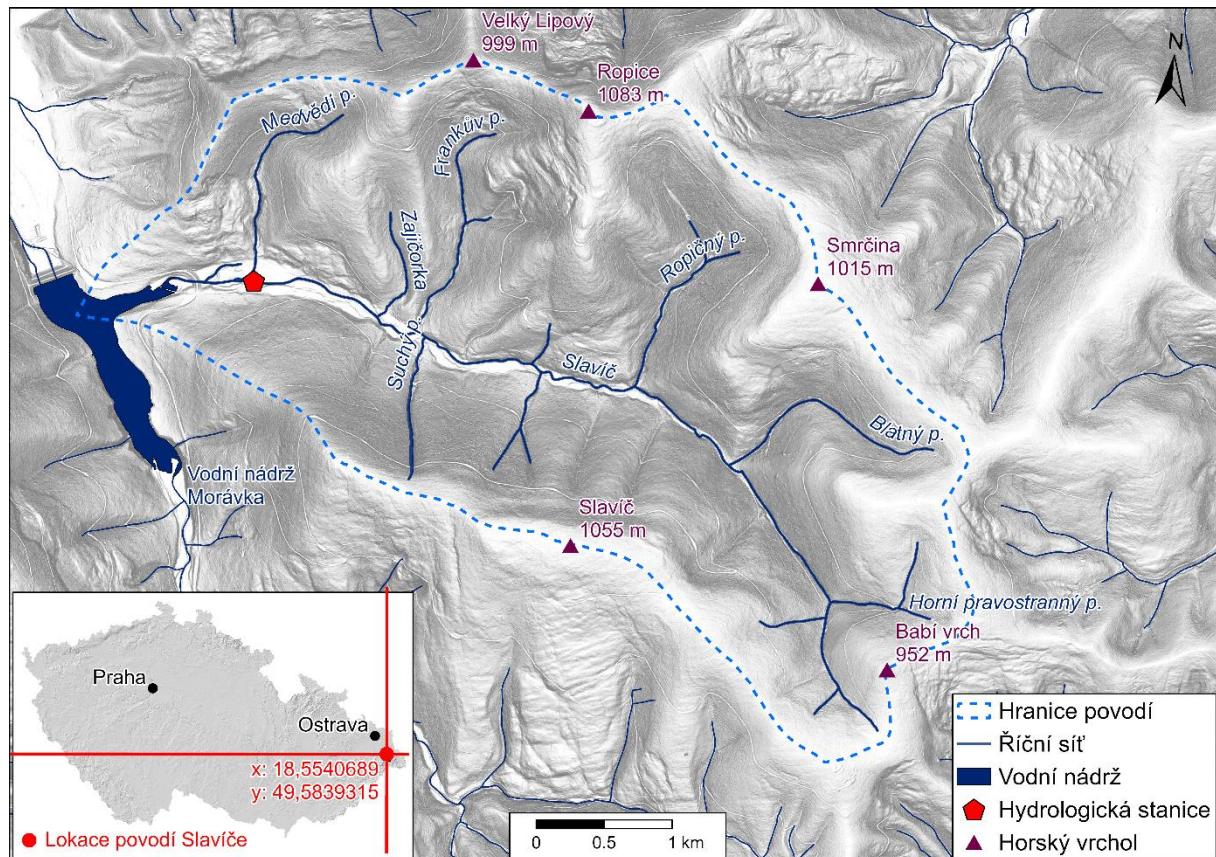 Velký Lipový
999 m
Ropice
1083 m
N
Medvědí p.
Frankův p.
Zajíčorka
Ropičný p.
Smrčina
1015 m
Suchý p.
Slavíč
Blatný p.
Vodní nádrž
Morávka
Slavíč
1055 m
Horní pravostranný p.
Babí vrch
952 m
Praha
Ostrava
x: 18,5540689
y: 49,5839315
Lokace povodí Slavíče
0 0.5 1 km
Hranice povodí
Říční síť
Vodní nádrž
Hydrologická stanice
Horský vrchol